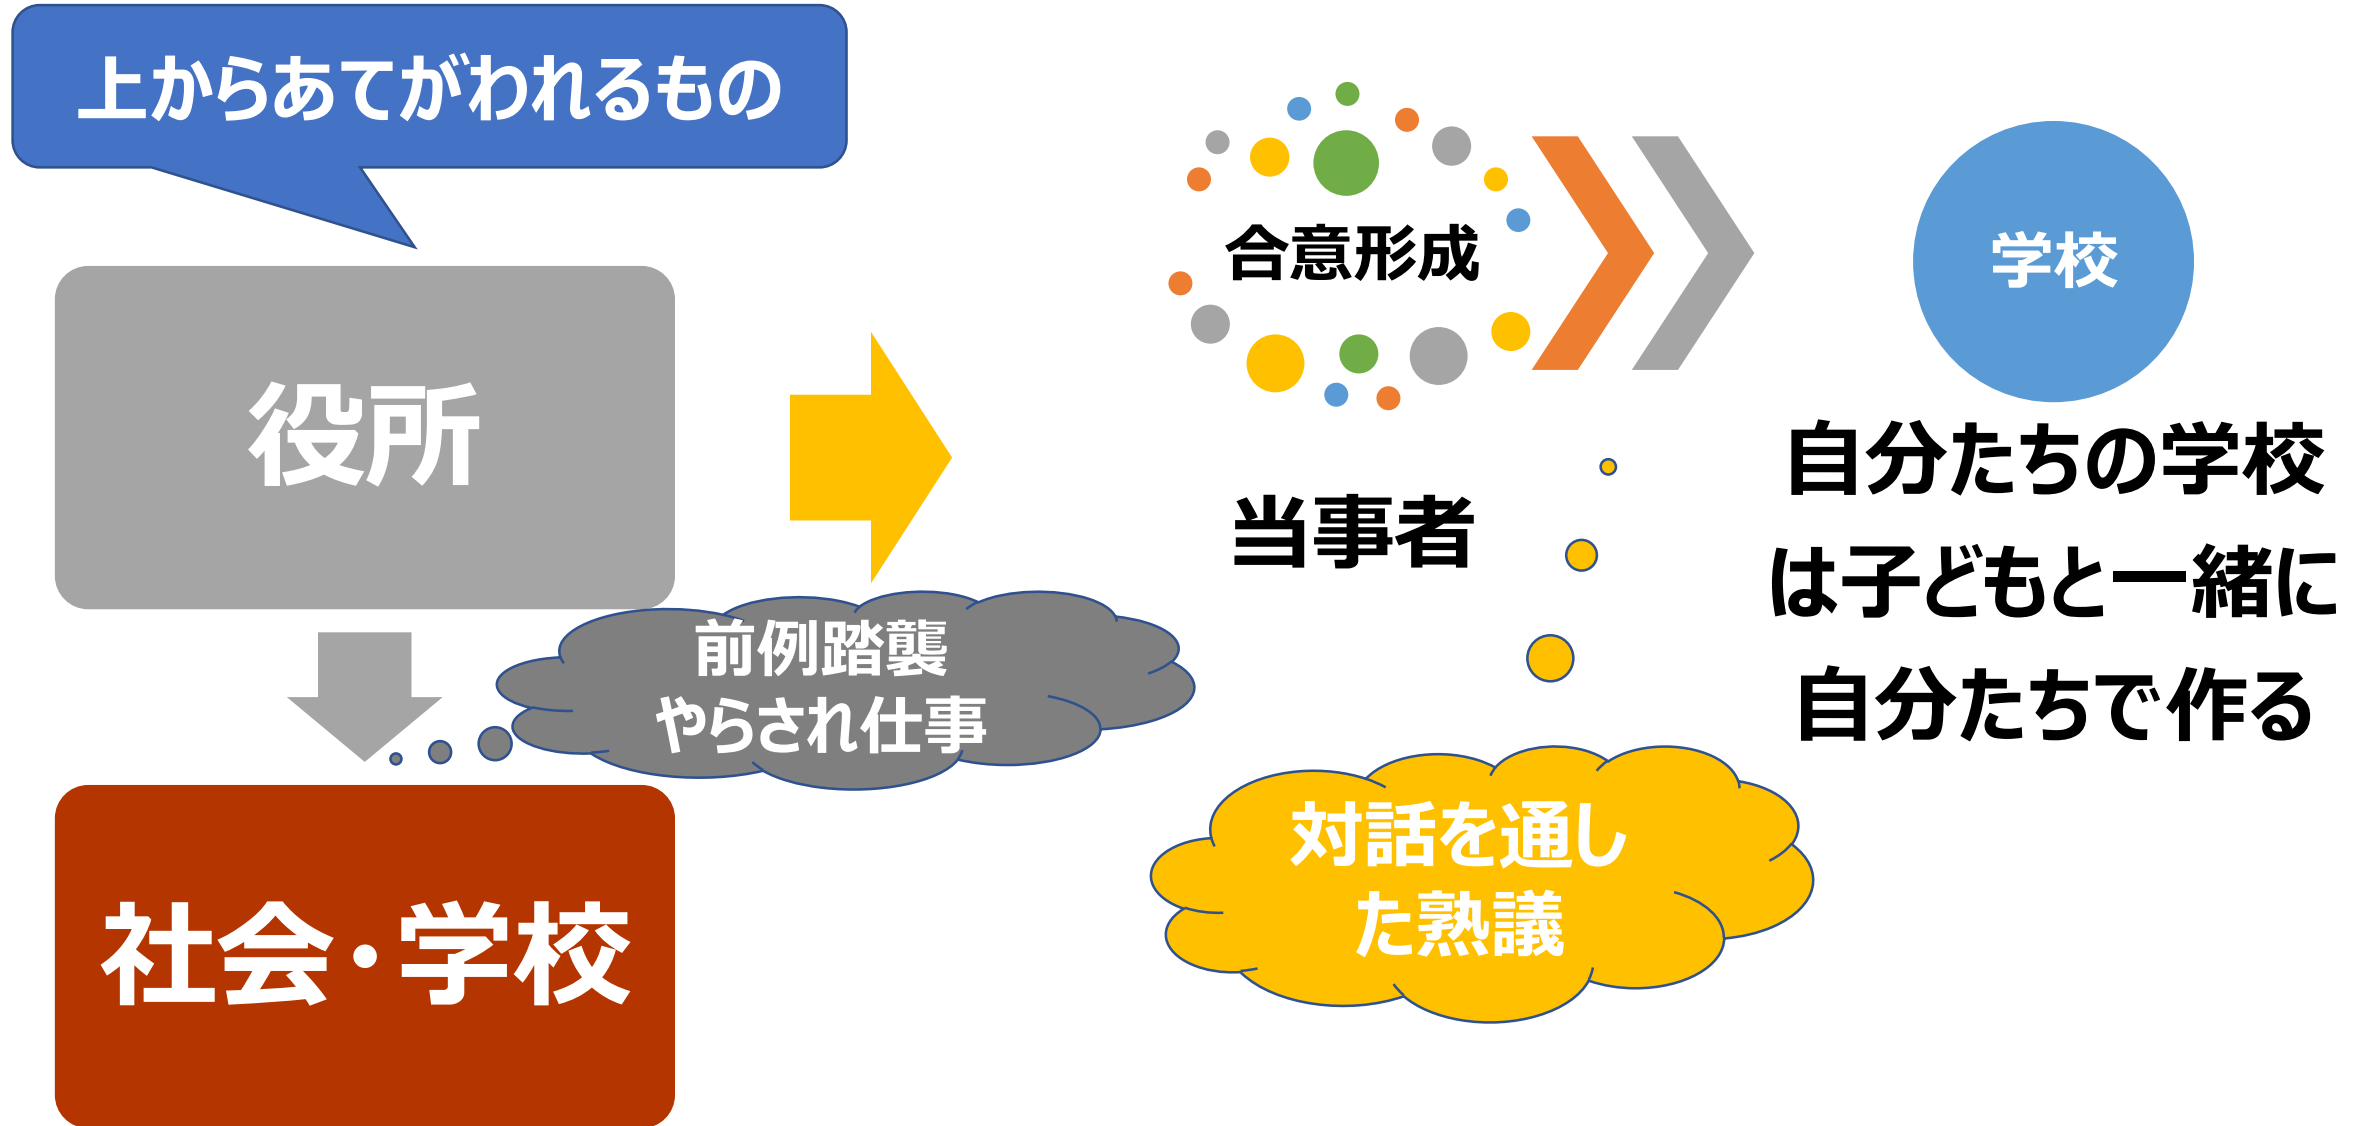 上からあてがわれるもの
役所
前例踏襲
やらされ仕事
社会・学校
合意形成
当事者
対話を通し
た熟議
学校
自分たちの学校
は子どもと一緒に
自分たちで作る